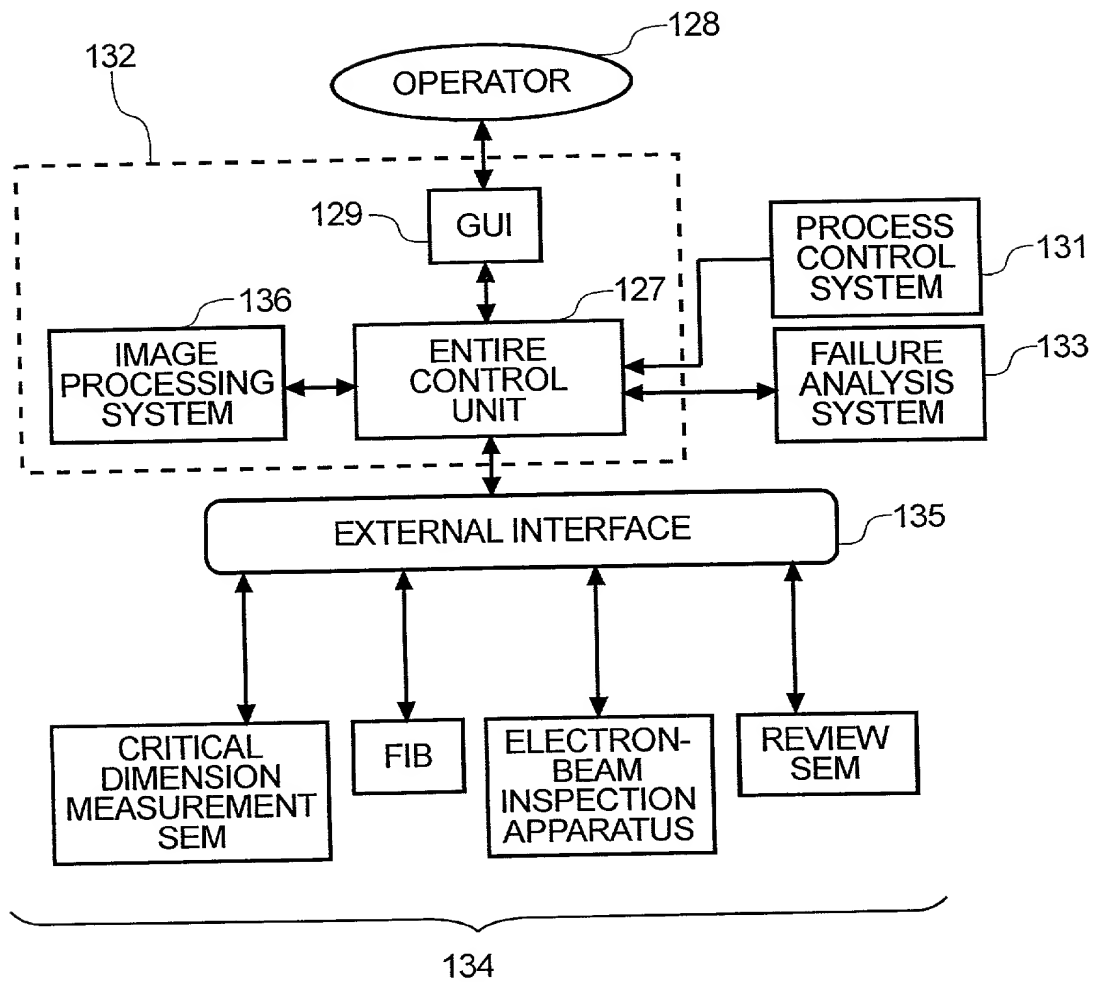 128
132
OPERATOR
129
GUI
PROCESS
CONTROL
SYSTEM
131
136
127
IMAGE
PROCESSING
SYSTEM
ENTIRE
CONTROL
UNIT
FAILURE
ANALYSIS
SYSTEM
133
EXTERNAL INTERFACE
135
CRITICAL
DIMENSION
MEASUREMENT
SEM
FIB
ELECTRON-
BEAM
INSPECTION
APPARATUS
REVIEW
SEM
134